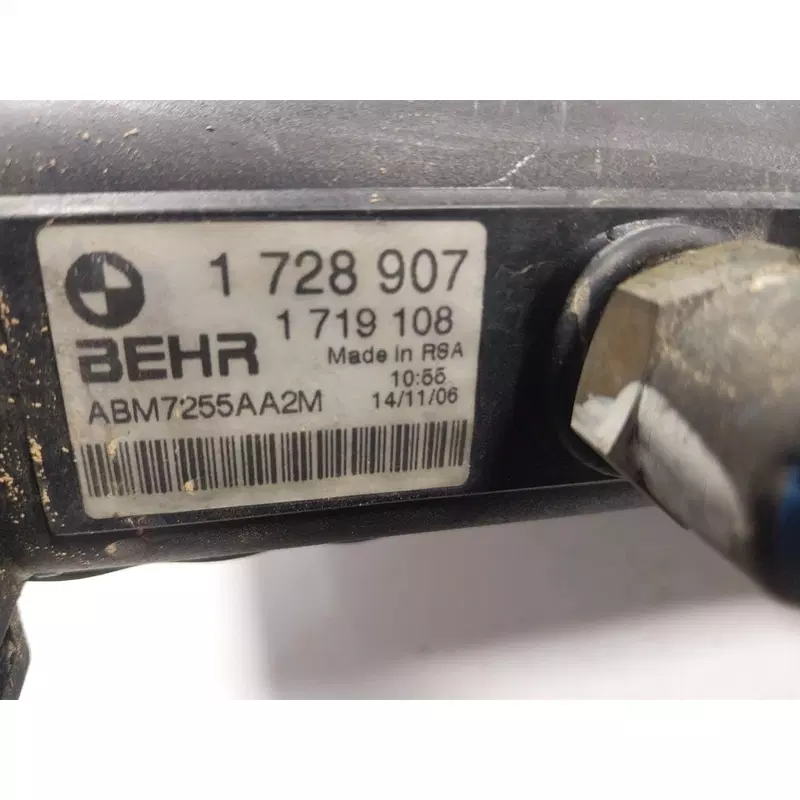 1 728 907
1 719 108
BEHR
Made in RSA
10:55
ABM7255AA2M
14/11/06